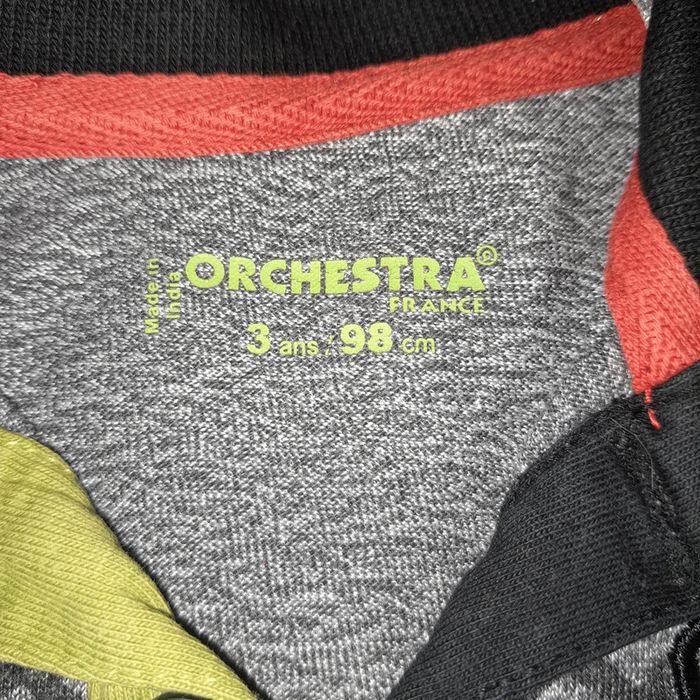 Made in
India
ORCHESTRA©
FRANCE
3 ans / 98 cm